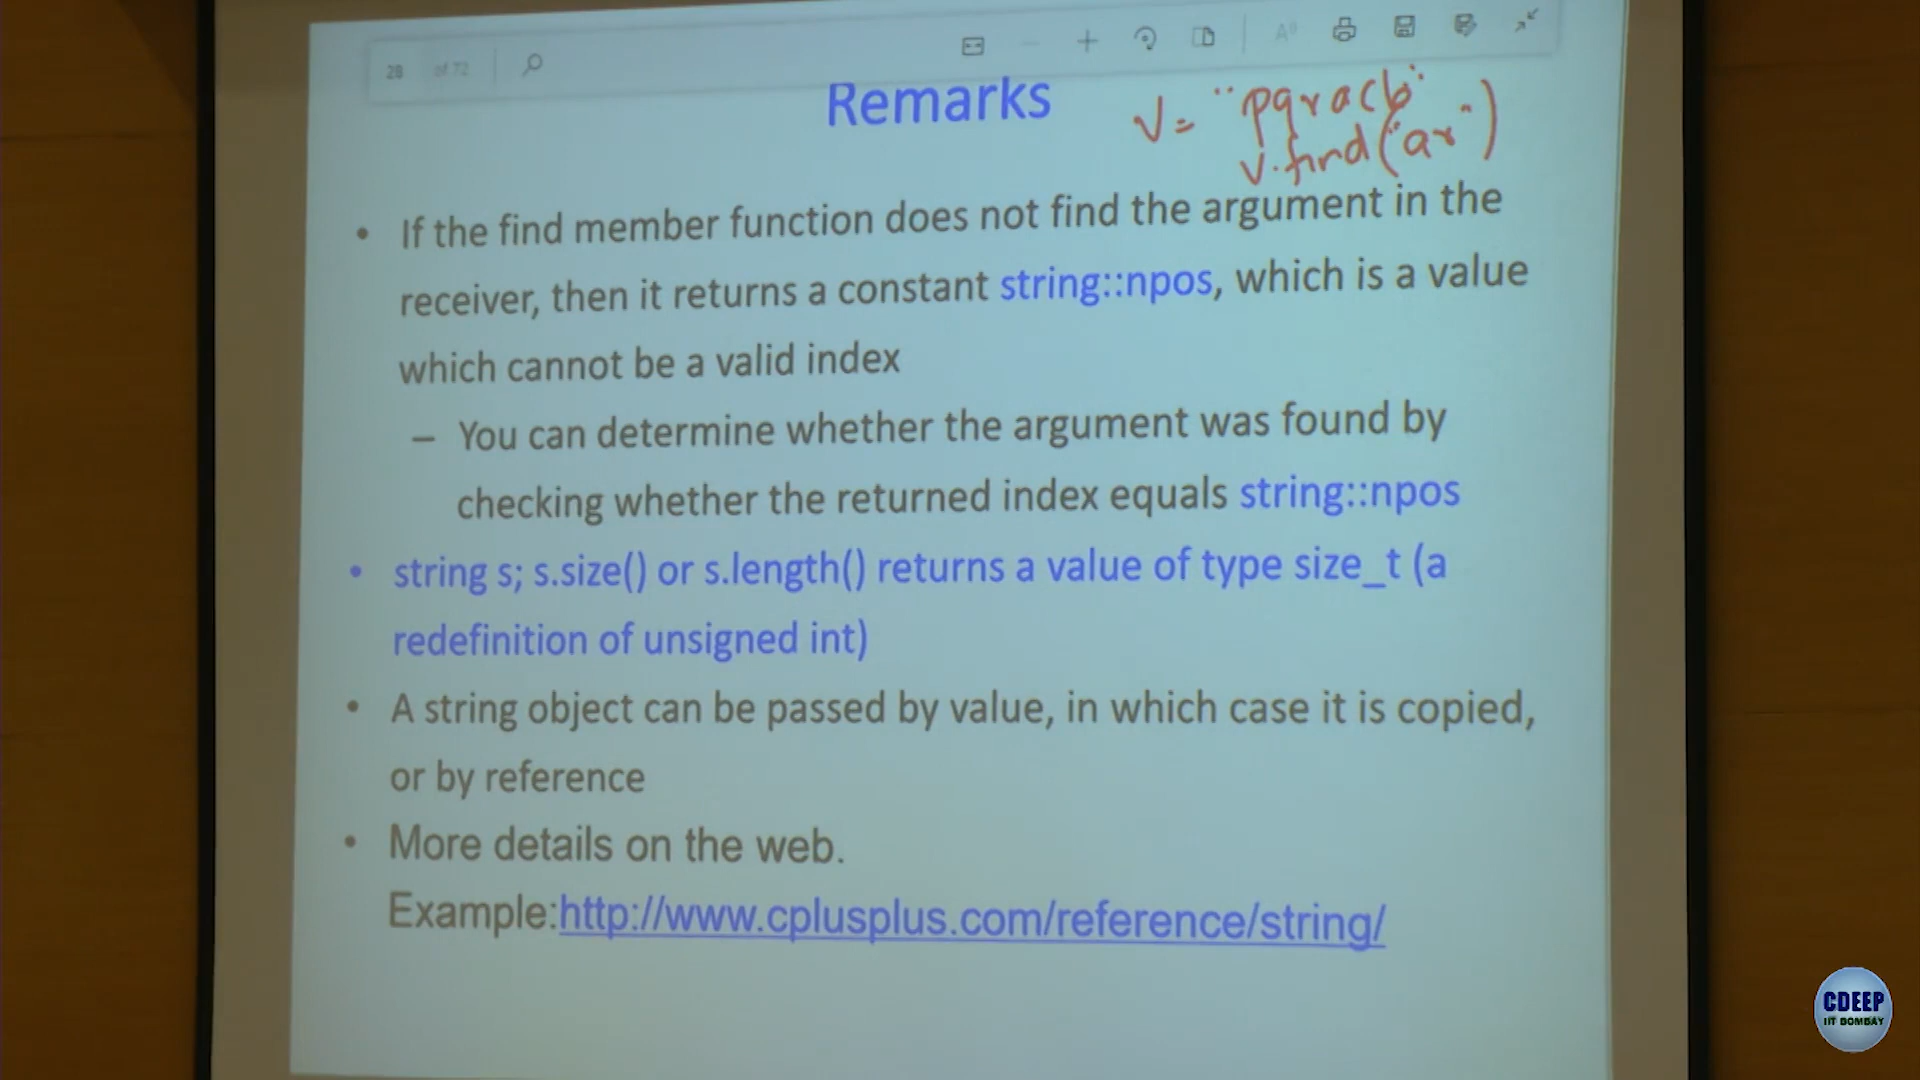 28 of 72
Remarks
v = "pqracb"
v.find("ar")
• If the find member function does not find the argument in the
receiver, then it returns a constant string::npos, which is a value
which cannot be a valid index
– You can determine whether the argument was found by
checking whether the returned index equals string::npos
• string s; s.size() or s.length() returns a value of type size_t (a
redefinition of unsigned int)
• A string object can be passed by value, in which case it is copied,
or by reference
• More details on the web.
Example:http://www.cplusplus.com/reference/string/
CDEEP
IIT BOMBAY